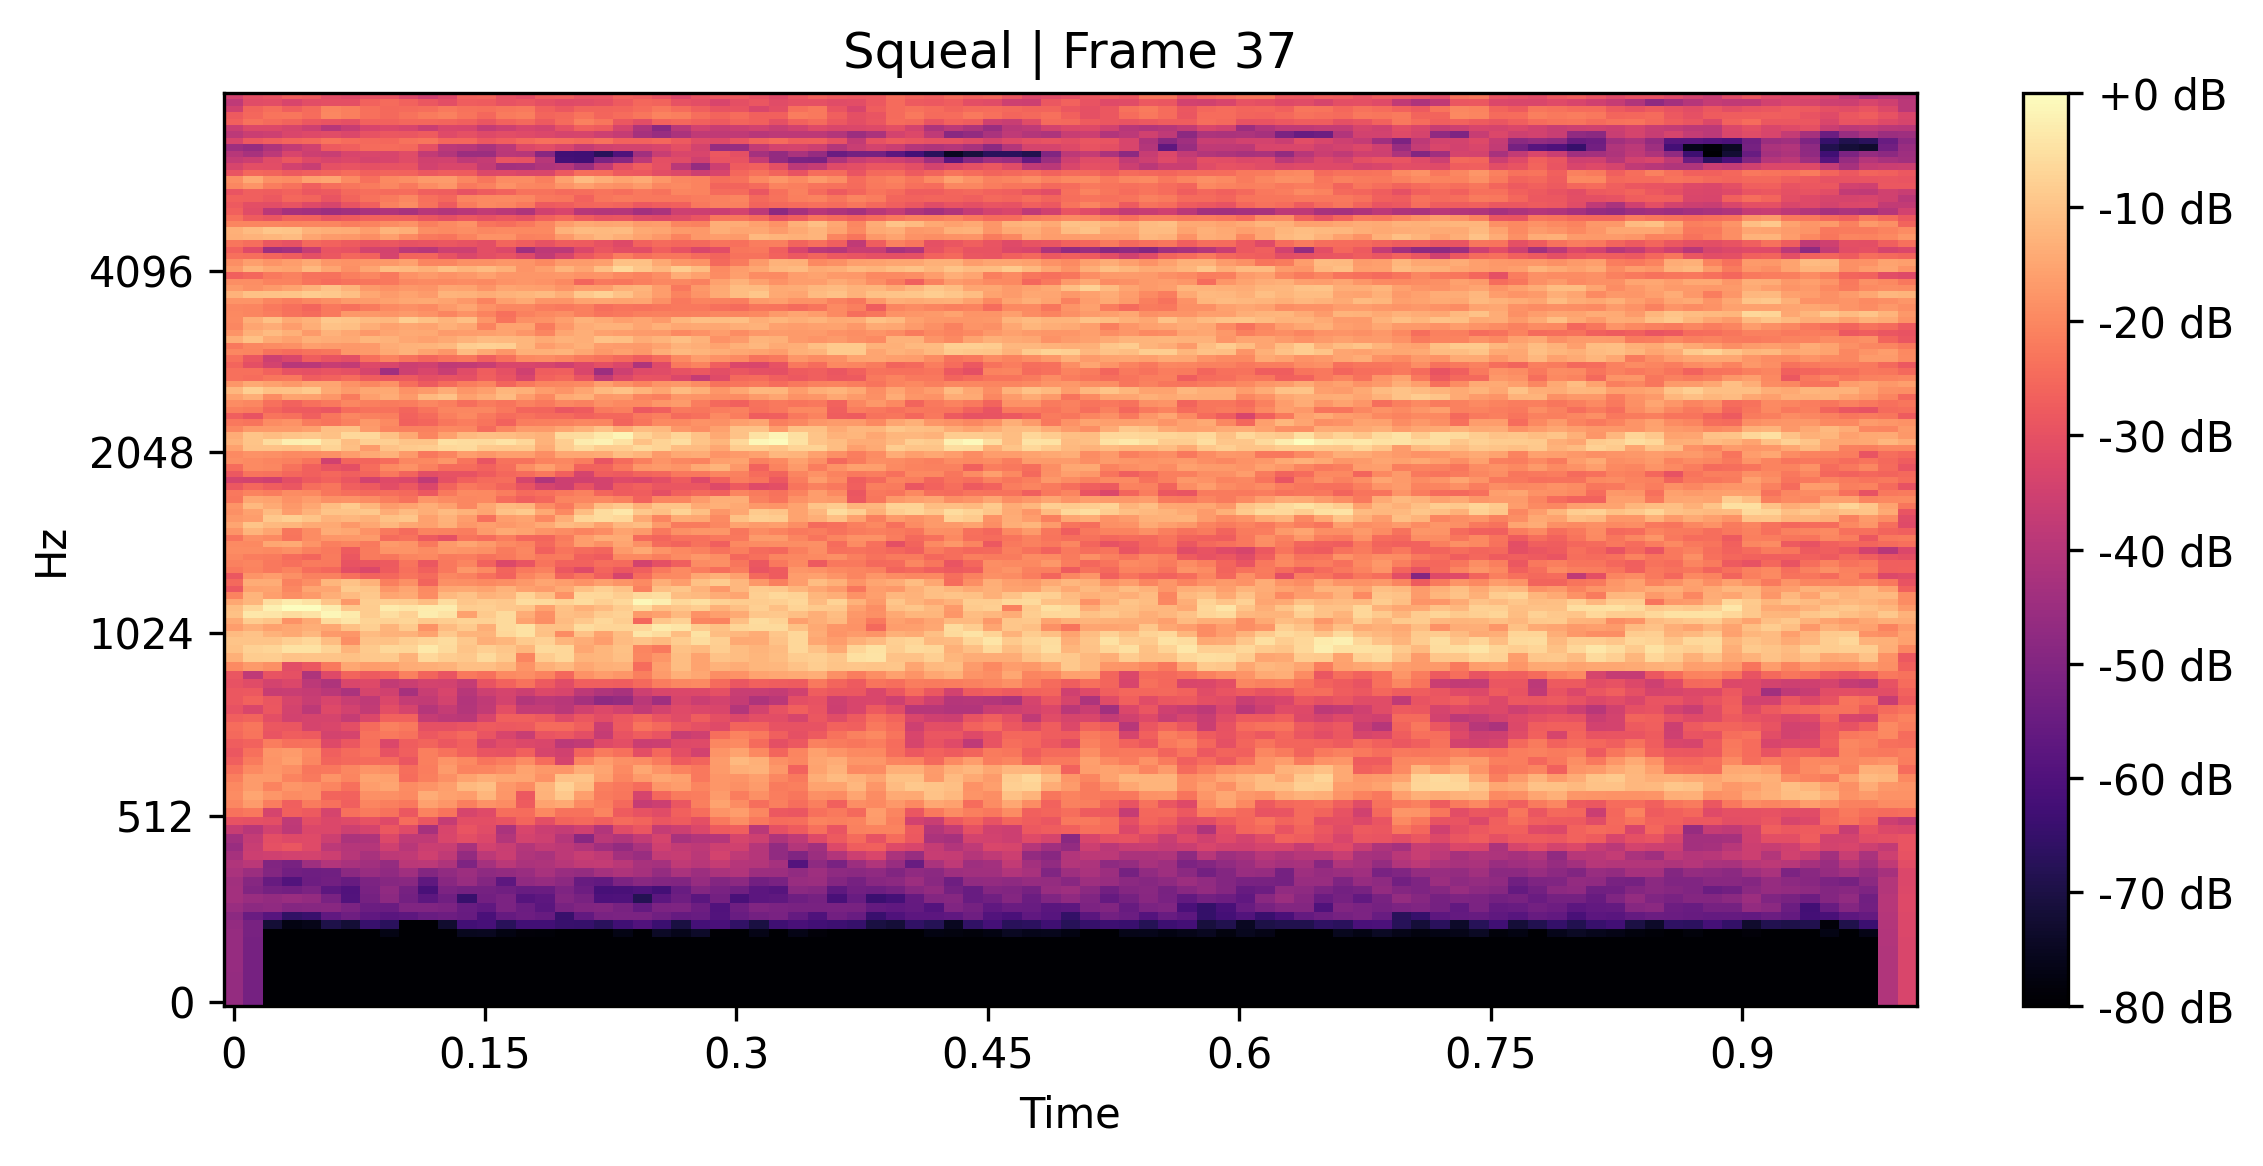 Squeal | Frame 37
+0 dB
-10 dB
-20 dB
-30 dB
-40 dB
-50 dB
-60 dB
-70 dB
-80 dB
Hz
4096
2048
1024
512
0
0 0.15 0.3 0.45 0.6 0.75 0.9
Time